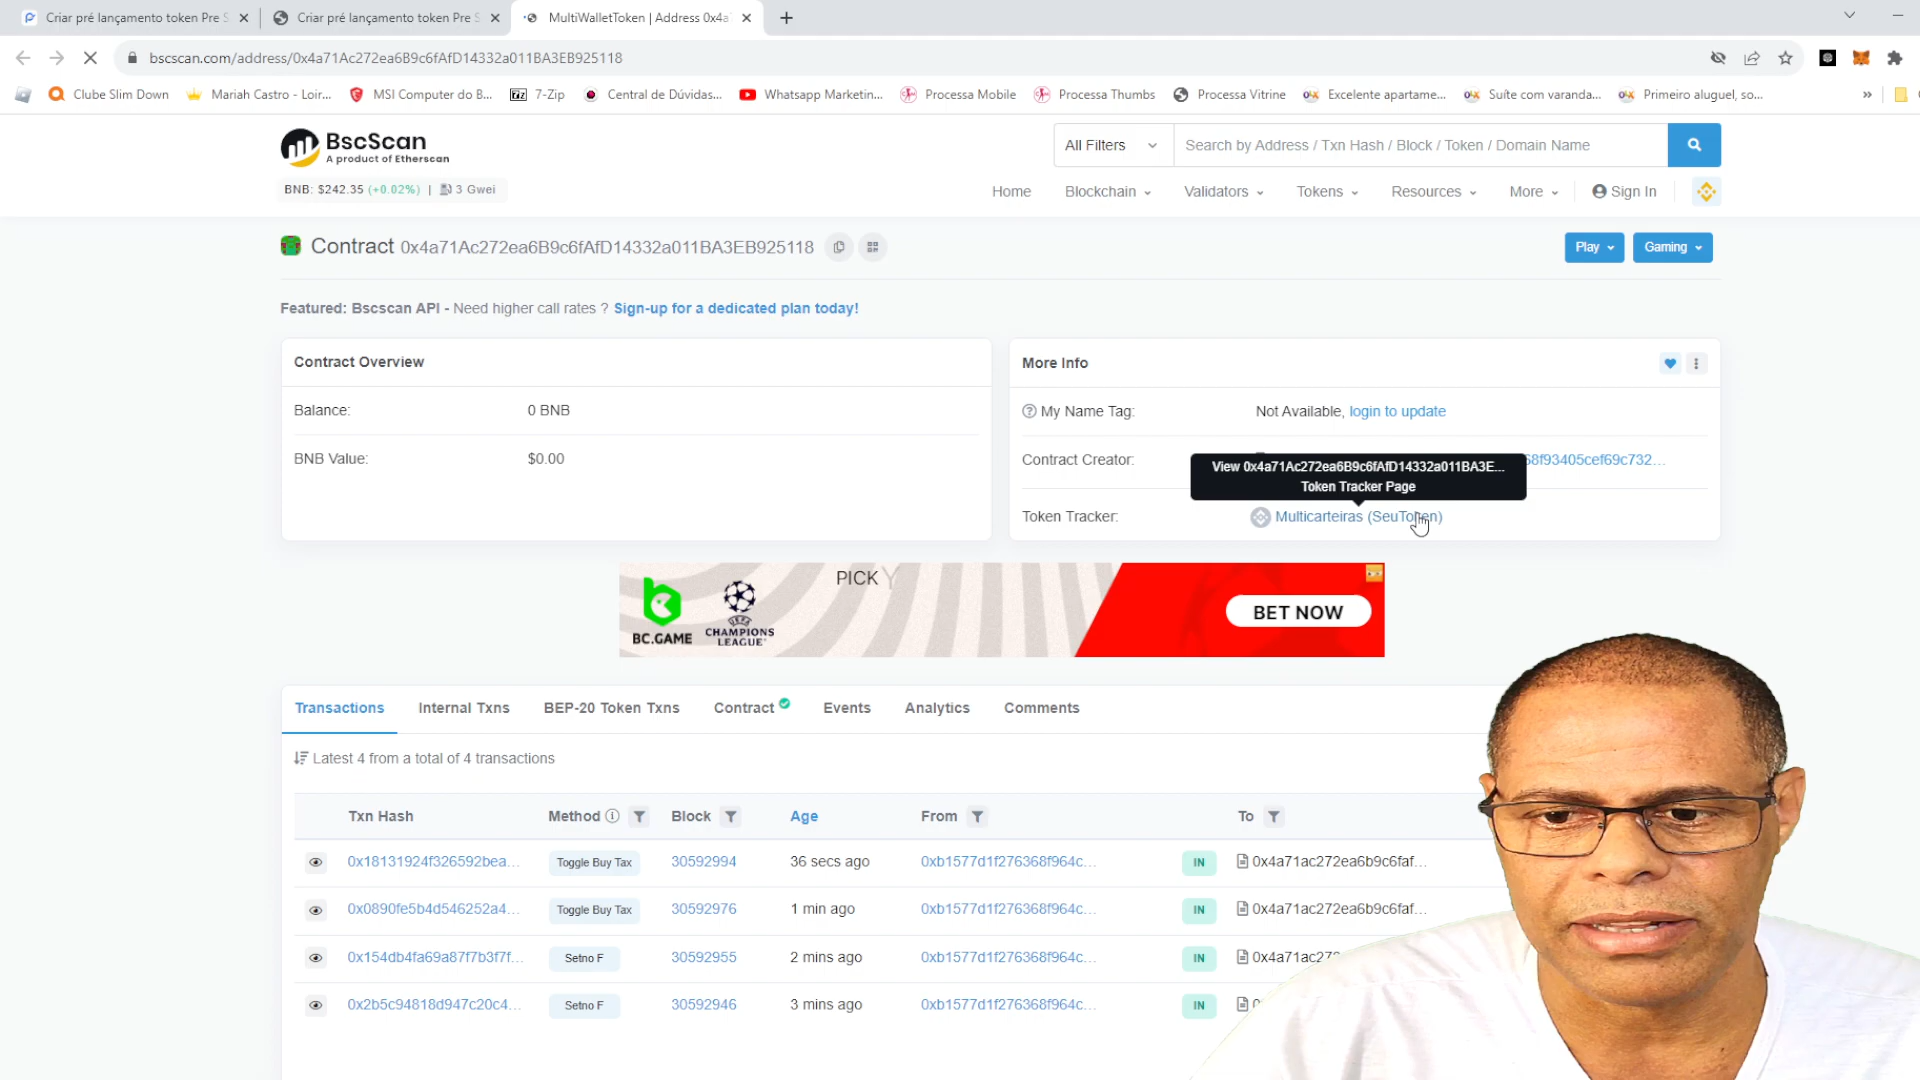 Criar pré lançamento token Pre S
Criar pré lançamento token Pre S
MultiWalletToken | Address 0x4a
bscscan.com/address/0x4a71Ac272ea6B9c6fAfD14332a011BA3EB925118
Clube Slim Down
Mariah Castro - Loir...
MSI Computer do B...
7-Zip
Central de Dúvidas...
Whatsapp Marketin...
Processa Mobile
Processa Thumbs
Processa Vitrine
Excelente apartame...
Suíte com varanda...
Primeiro aluguel, so...
BscScan
A product of Etherscan
All Filters
Search by Address / Txn Hash / Block / Token / Domain Name
BNB: $242.35 (+0.02%) | 3 Gwei
Home
Blockchain
Validators
Tokens
Resources
More
Sign In
Contract 0x4a71Ac272ea6B9c6fAfD14332a011BA3EB925118
Play
Gaming
Featured: Bscscan API - Need higher call rates ? Sign-up for a dedicated plan today!
Contract Overview
Balance: 0 BNB
BNB Value: $0.00
More Info
My Name Tag: Not Available, login to update
Contract Creator: 68f93405cef69c732...
View 0x4a71Ac272ea6B9c6fAfD14332a011BA3E...
Token Tracker Page
Token Tracker: Multicarteiras (SeuToken)
BC.GAME
UEFA
CHAMPIONS
LEAGUE
PICK Y
BET NOW
Transactions
Internal Txns
BEP-20 Token Txns
Contract
Events
Analytics
Comments
Latest 4 from a total of 4 transactions
Txn Hash Method Block Age From To
0x18131924f326592bea... Toggle Buy Tax 30592994 36 secs ago 0xb1577d1f276368f964c... IN 0x4a71ac272ea6b9c6faf...
0x0890fe5b4d546252a4... Toggle Buy Tax 30592976 1 min ago 0xb1577d1f276368f964c... IN 0x4a71ac272ea6b9c6faf...
0x154db4fa69a87f7b3f7f... Setno F 30592955 2 mins ago 0xb1577d1f276368f964c... IN 0x4a71ac27
0x2b5c94818d947c20c4... Setno F 30592946 3 mins ago 0xb1577d1f276368f964c... IN 0